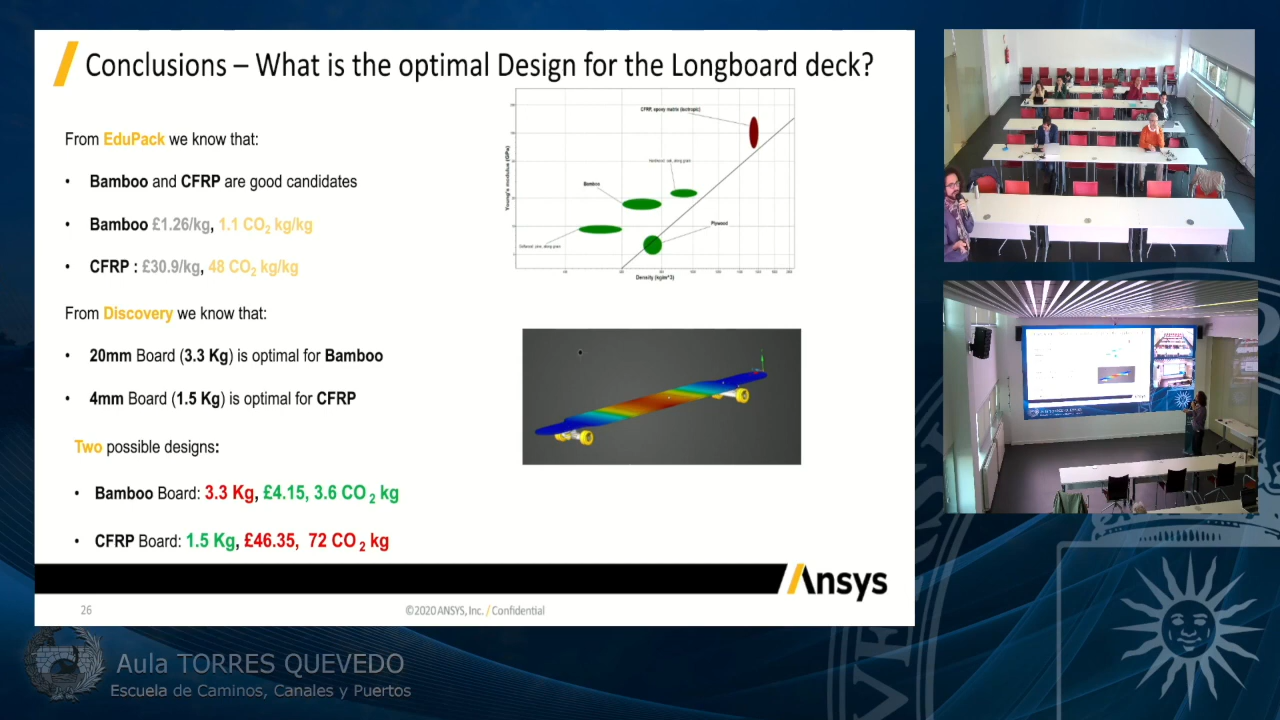 Conclusions – What is the optimal Design for the Longboard deck?
From EduPack we know that:
• Bamboo and CFRP are good candidates
• Bamboo £1.26/kg, 1.1 CO2 kg/kg
• CFRP : £30.9/kg, 48 CO2 kg/kg
From Discovery we know that:
• 20mm Board (3.3 Kg) is optimal for Bamboo
• 4mm Board (1.5 Kg) is optimal for CFRP
Two possible designs:
• Bamboo Board: 3.3 Kg, £4.15, 3.6 CO2 kg
• CFRP Board: 1.5 Kg, £46.35, 72 CO2 kg
CFRP, epoxy matrix (isotropic)
Hardwood: oak, along grain
Bamboo
Plywood
Softwood: pine, along grain
Young's modulus (GPa)
Density (kg/m^3)
Ansys
26
©2020 ANSYS, Inc. / Confidential
Aula TORRES QUEVEDO
Escuela de Caminos, Canales y Puertos